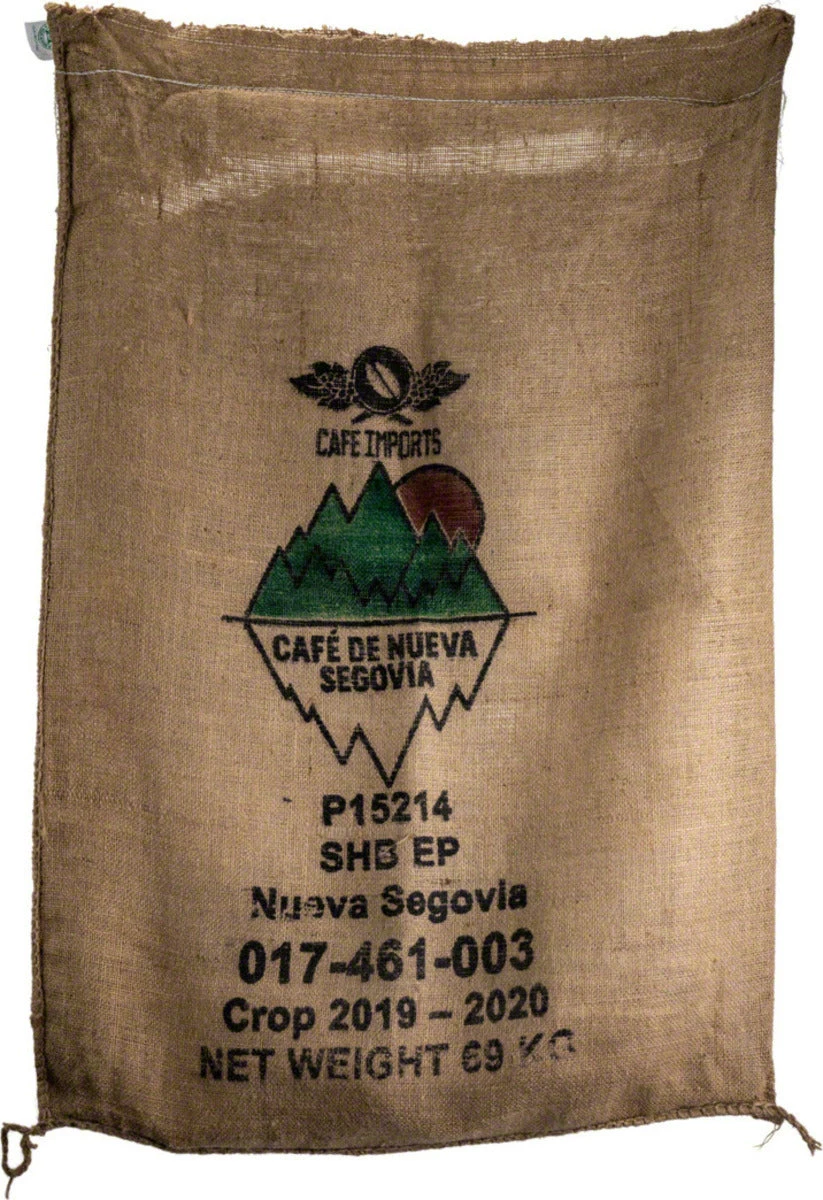 CAFE IMPORTS
CAFÉ DE NUEVA
SEGOVIA
P15214
SHB EP
Nueva Segovia
017-461-003
Crop 2019 – 2020
NET WEIGHT 69 KG